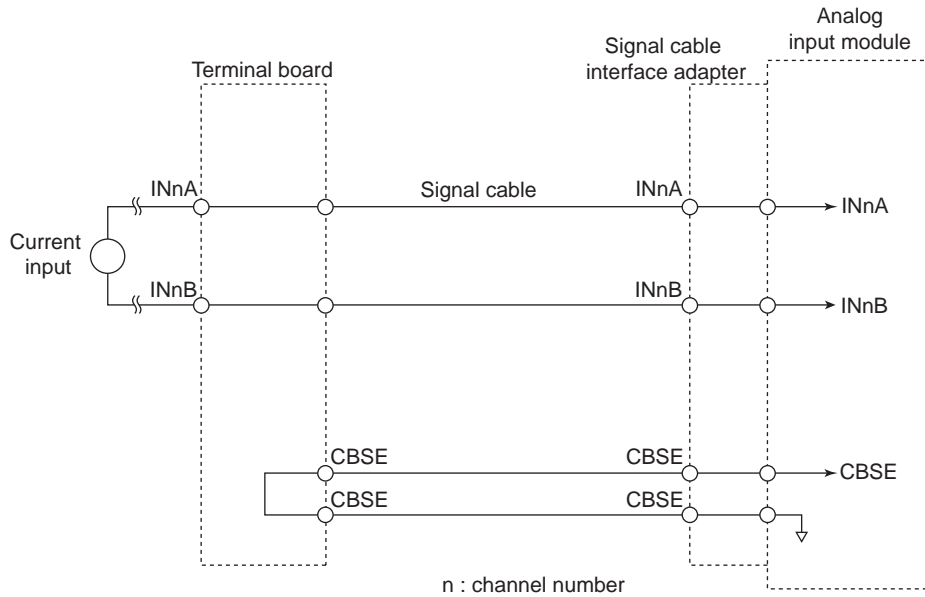 Analog
input module
Signal cable
interface adapter
Terminal board
INnA
Signal cable
INnA
INnA
Current
input
INnB
INnB
INnB
CBSE
CBSE
CBSE
CBSE
CBSE
n : channel number